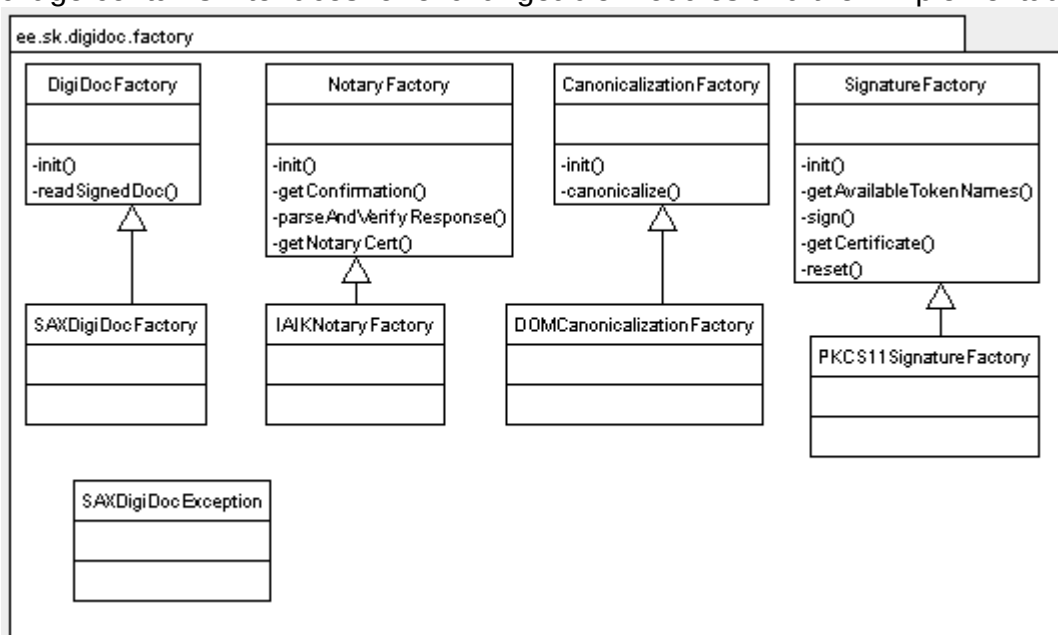 ee.sk.digidoc.factory
DigiDocFactory
-init()
-readSignedDoc()
NotaryFactory
-init()
-getConfirmation()
-parseAndVerifyResponse()
-getNotaryCert()
CanonicalizationFactory
-init()
-canonicalize()
SignatureFactory
-init()
-getAvailableTokenNames()
-sign()
-getCertificate()
-reset()
SAXDigiDocFactory
IAIKNotaryFactory
DOMCanonicalizationFactory
PKCS11SignatureFactory
SAXDigiDocException